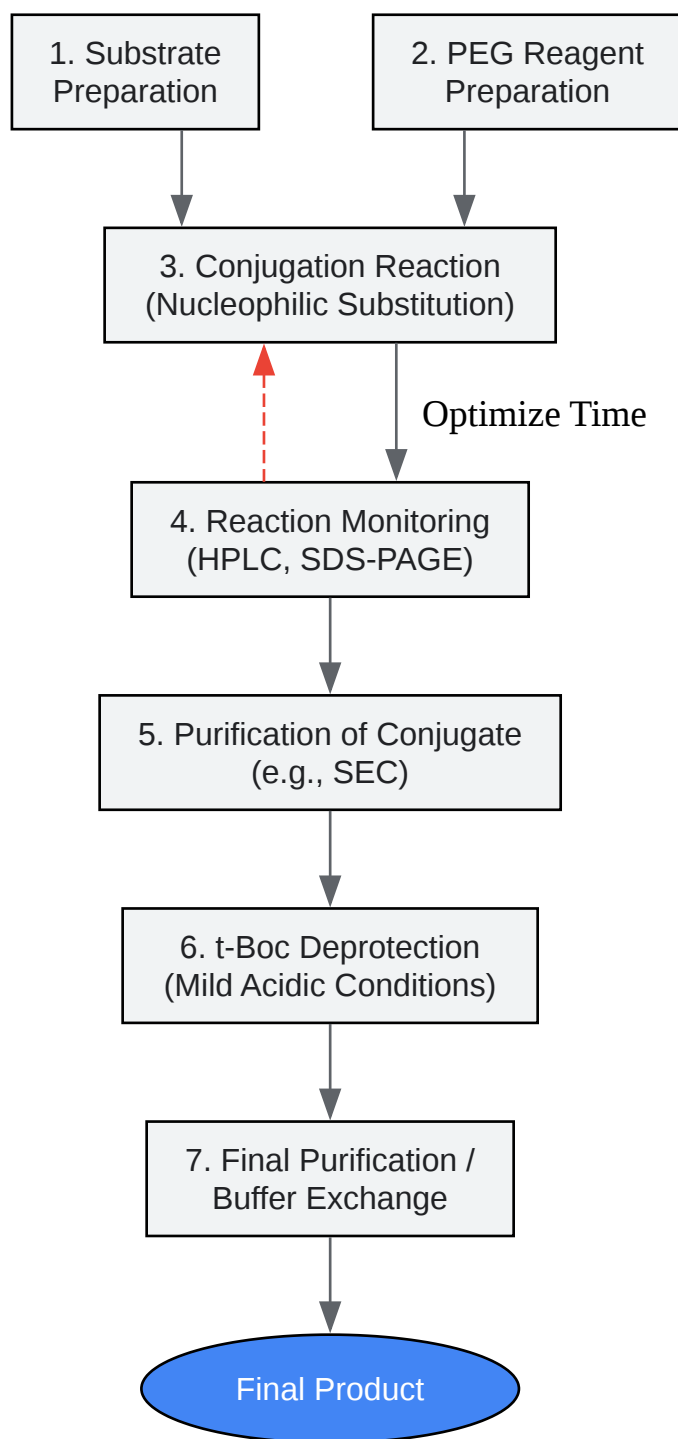 1. Substrate
Preparation
2. PEG Reagent
Preparation
3. Conjugation Reaction
(Nucleophilic Substitution)
Optimize Time
4. Reaction Monitoring
(HPLC, SDS-PAGE)
5. Purification of Conjugate
(e.g., SEC)
6. t-Boc Deprotection
(Mild Acidic Conditions)
7. Final Purification /
Buffer Exchange
Final Product